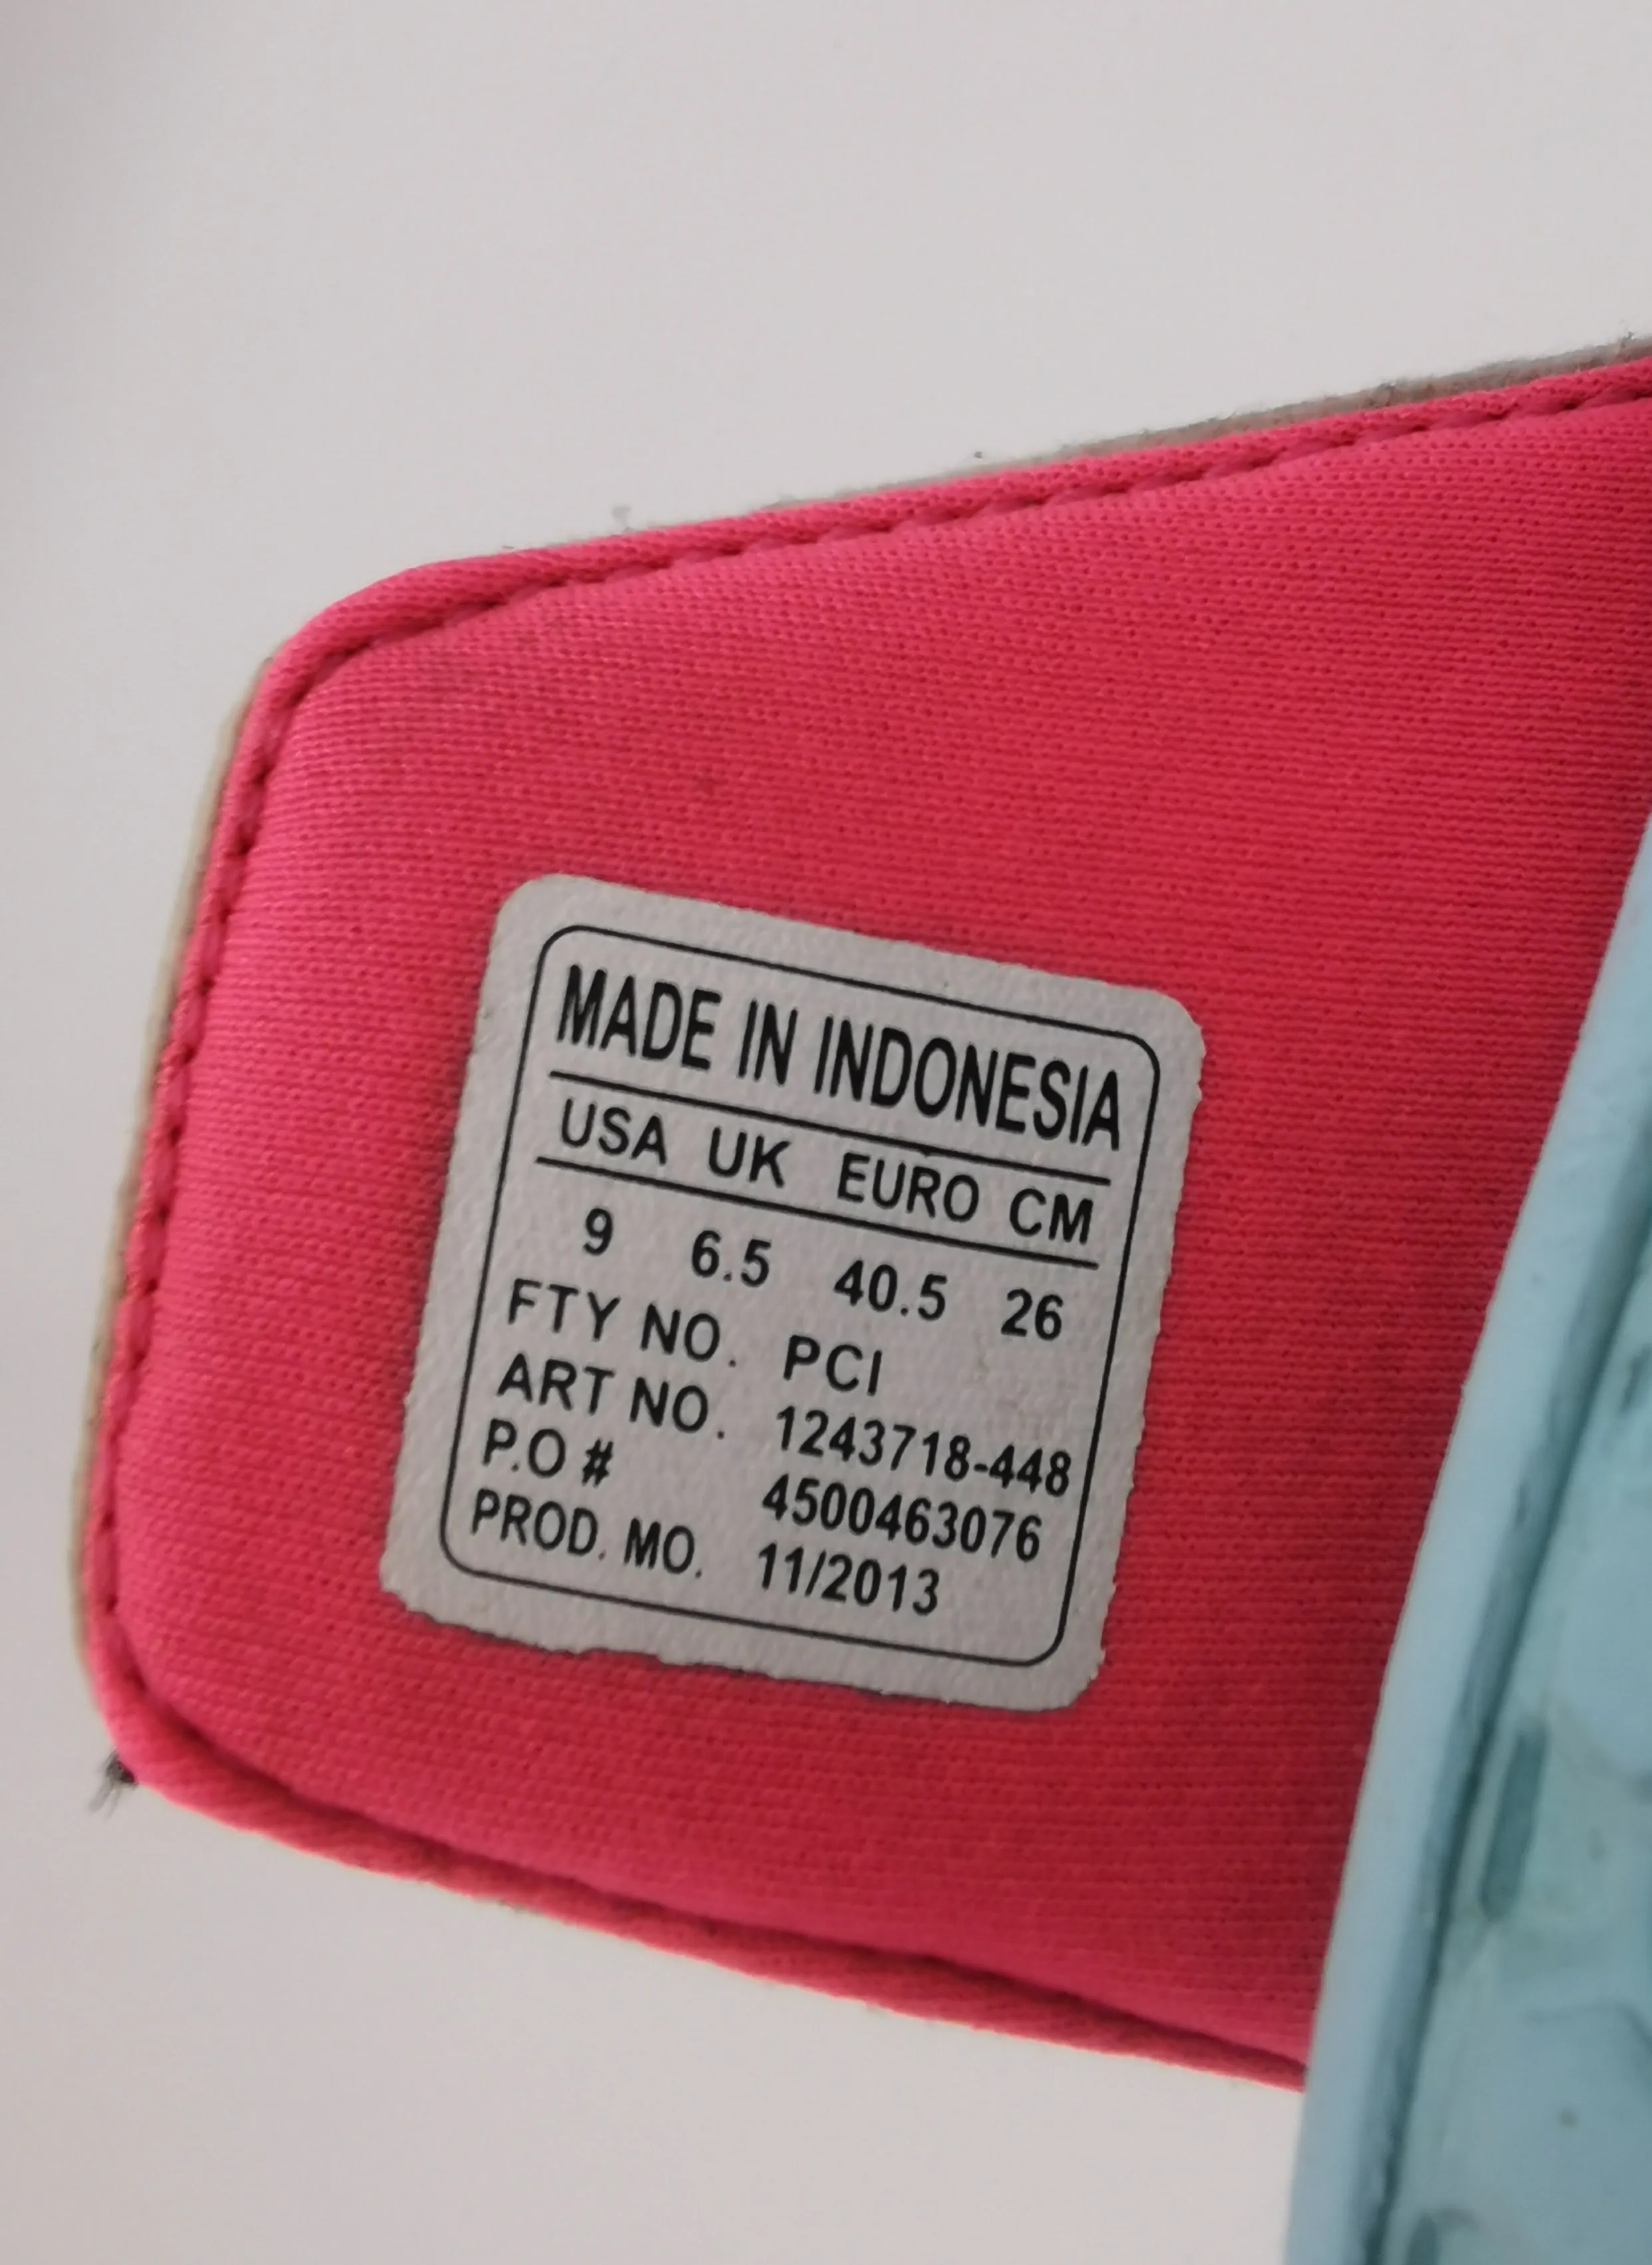 MADE IN INDONESIA
USA UK EURO CM
9 6.5 40.5 26
FTY NO. PCI
ART NO. 1243718-448
P.O # 4500463076
PROD. MO. 11/2013